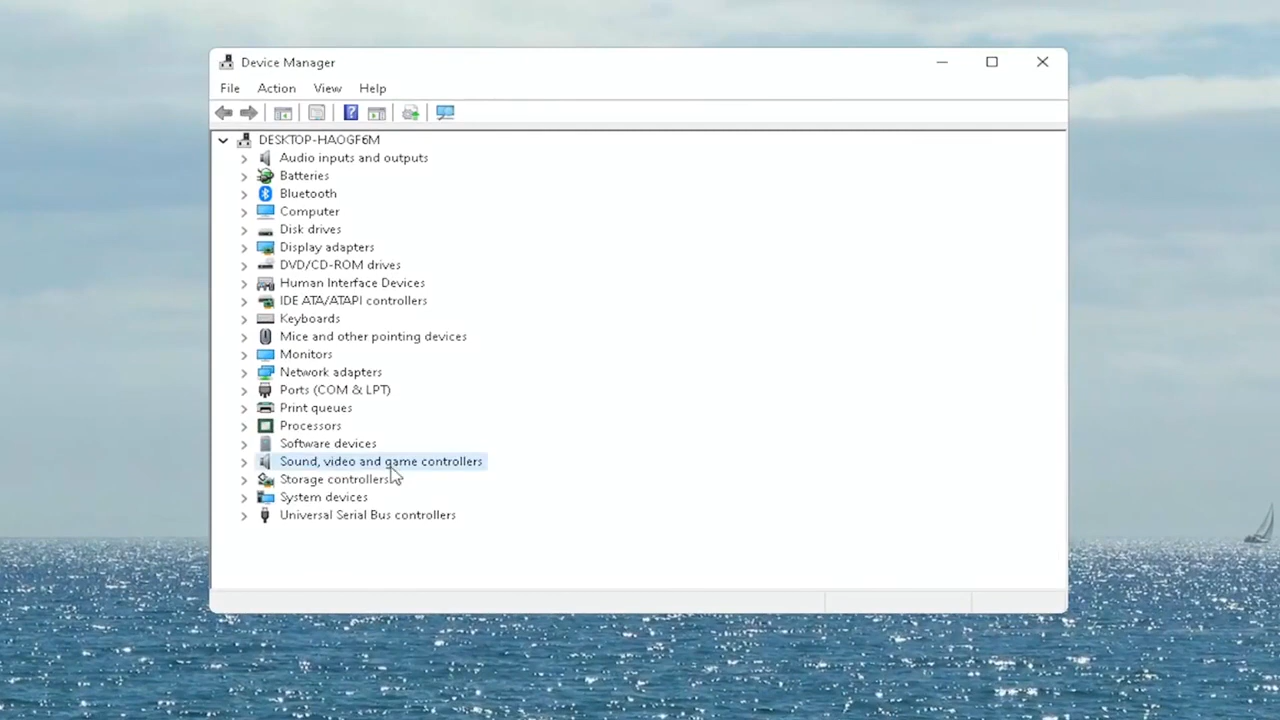 Device Manager
File Action View Help
DESKTOP-HAOGF6M
Audio inputs and outputs
Batteries
Bluetooth
Computer
Disk drives
Display adapters
DVD/CD-ROM drives
Human Interface Devices
IDE ATA/ATAPI controllers
Keyboards
Mice and other pointing devices
Monitors
Network adapters
Ports (COM & LPT)
Print queues
Processors
Software devices
Sound, video and game controllers
Storage controllers
System devices
Universal Serial Bus controllers